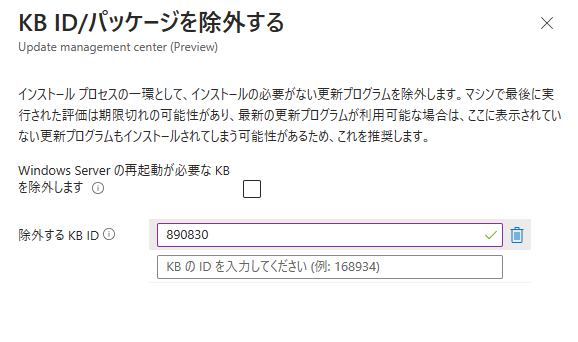 KB ID/パッケージを除外する
Update management center (Preview)
インストール プロセスの一環として、インストールの必要がない更新プログラムを除外します。マシンで最後に実
行された評価は期限切れの可能性があり、最新の更新プログラムが利用可能な場合は、ここに表示されてい
ない更新プログラムもインストールされてしまう可能性があるため、これを推奨します。
Windows Server の再起動が必要な KB
を除外します
除外する KB ID
890830
KB の ID を入力してください (例: 168934)